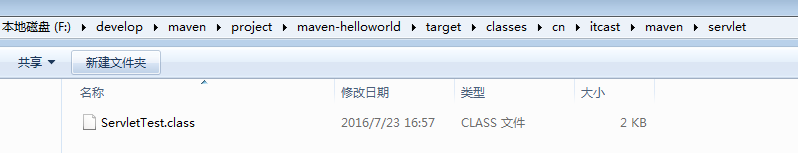 本地磁盘 (F:) ▸ develop ▸ maven ▸ project ▸ maven-helloworld ▸ target ▸ classes ▸ cn ▸ itcast ▸ maven ▸ servlet
共享 ▼ 新建文件夹
名称 修改日期 类型 大小
ServletTest.class 2016/7/23 16:57 CLASS 文件 2 KB